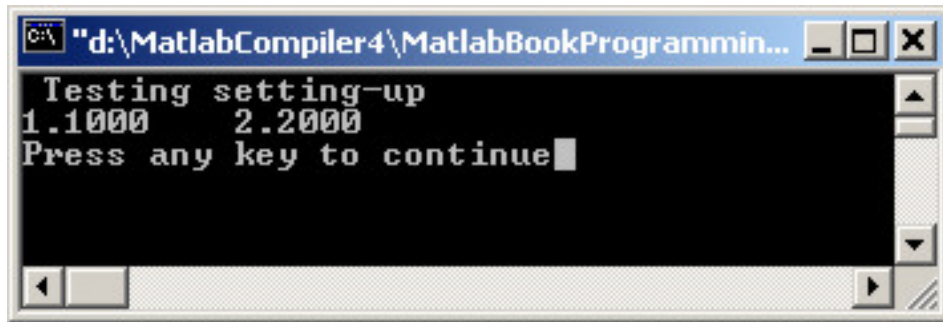 "d:\MatlabCompiler4\MatlabBookProgrammin...
Testing setting-up
1.1000 2.2000
Press any key to continue